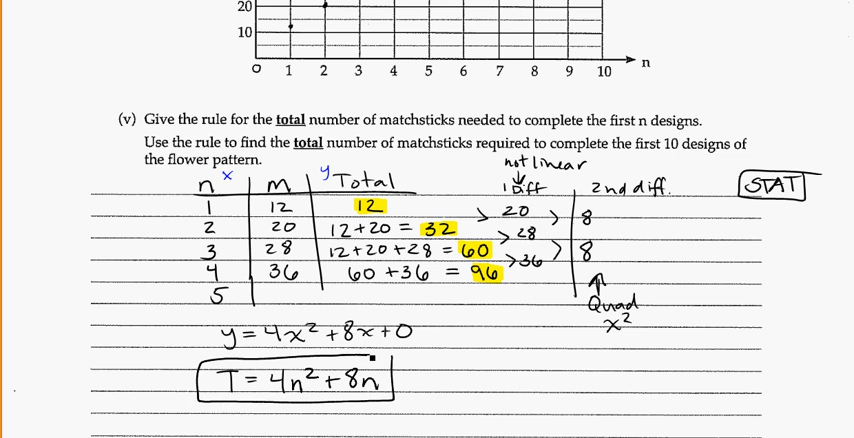 20
10
n
0 1 2 3 4 5 6 7 8 9 10
(v) Give the rule for the total number of matchsticks needed to complete the first n designs.
Use the rule to find the total number of matchsticks required to complete the first 10 designs of
the flower pattern.
not linear
x y
n m Total 1 Diff 2nd diff. STAT
1 12 12
20 8
2 20 12+20 = 32
28
3 28 12+20+28 = 60 8
36
4 36 60+36 = 96
5
Quad
x²
y = 4x² + 8x + 0
T = 4n² + 8n